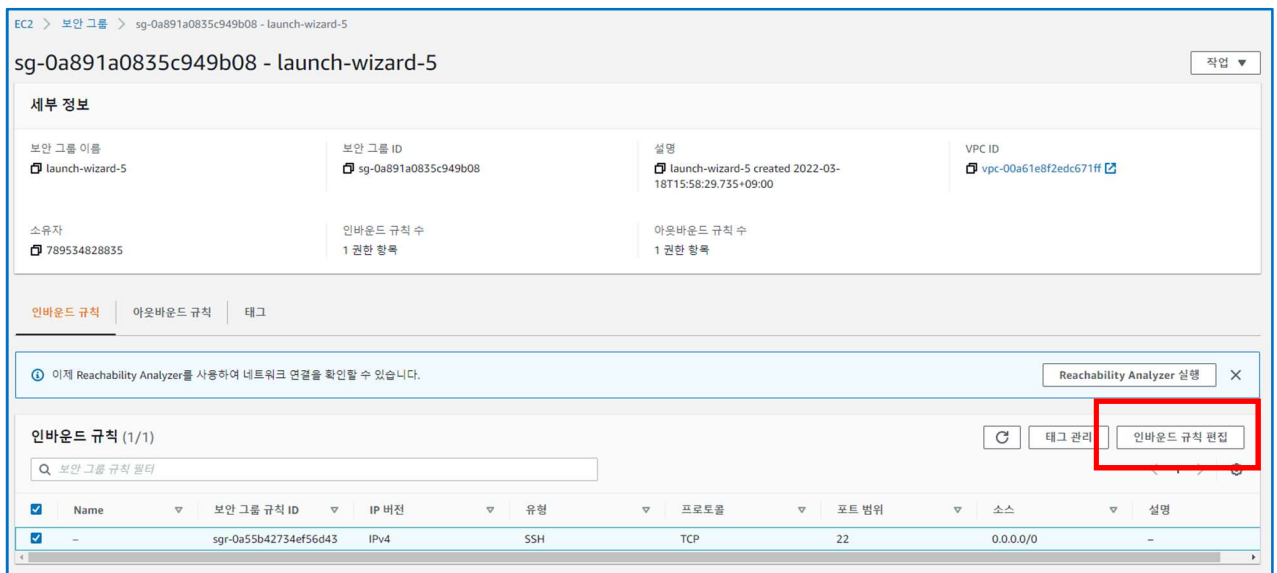 EC2 > 보안 그룹 > sg-0a891a0835c949b08 - launch-wizard-5
sg-0a891a0835c949b08 - launch-wizard-5
작업
세부 정보
보안 그룹 이름
launch-wizard-5
보안 그룹 ID
sg-0a891a0835c949b08
설명
launch-wizard-5 created 2022-03-
18T15:58:29.735+09:00
VPC ID
vpc-00a61e8f2edc671ff
소유자
789534828835
인바운드 규칙 수
1 권한 항목
아웃바운드 규칙 수
1 권한 항목
인바운드 규칙 아웃바운드 규칙 태그
이제 Reachability Analyzer를 사용하여 네트워크 연결을 확인할 수 있습니다. Reachability Analyzer 실행
인바운드 규칙 (1/1) 태그 관리 인바운드 규칙 편집
보안 그룹 규칙 필터
Name 보안 그룹 규칙 ID IP 버전 유형 프로토콜 포트 범위 소스 설명
– sgr-0a55b42734ef56d43 IPv4 SSH TCP 22 0.0.0.0/0 –